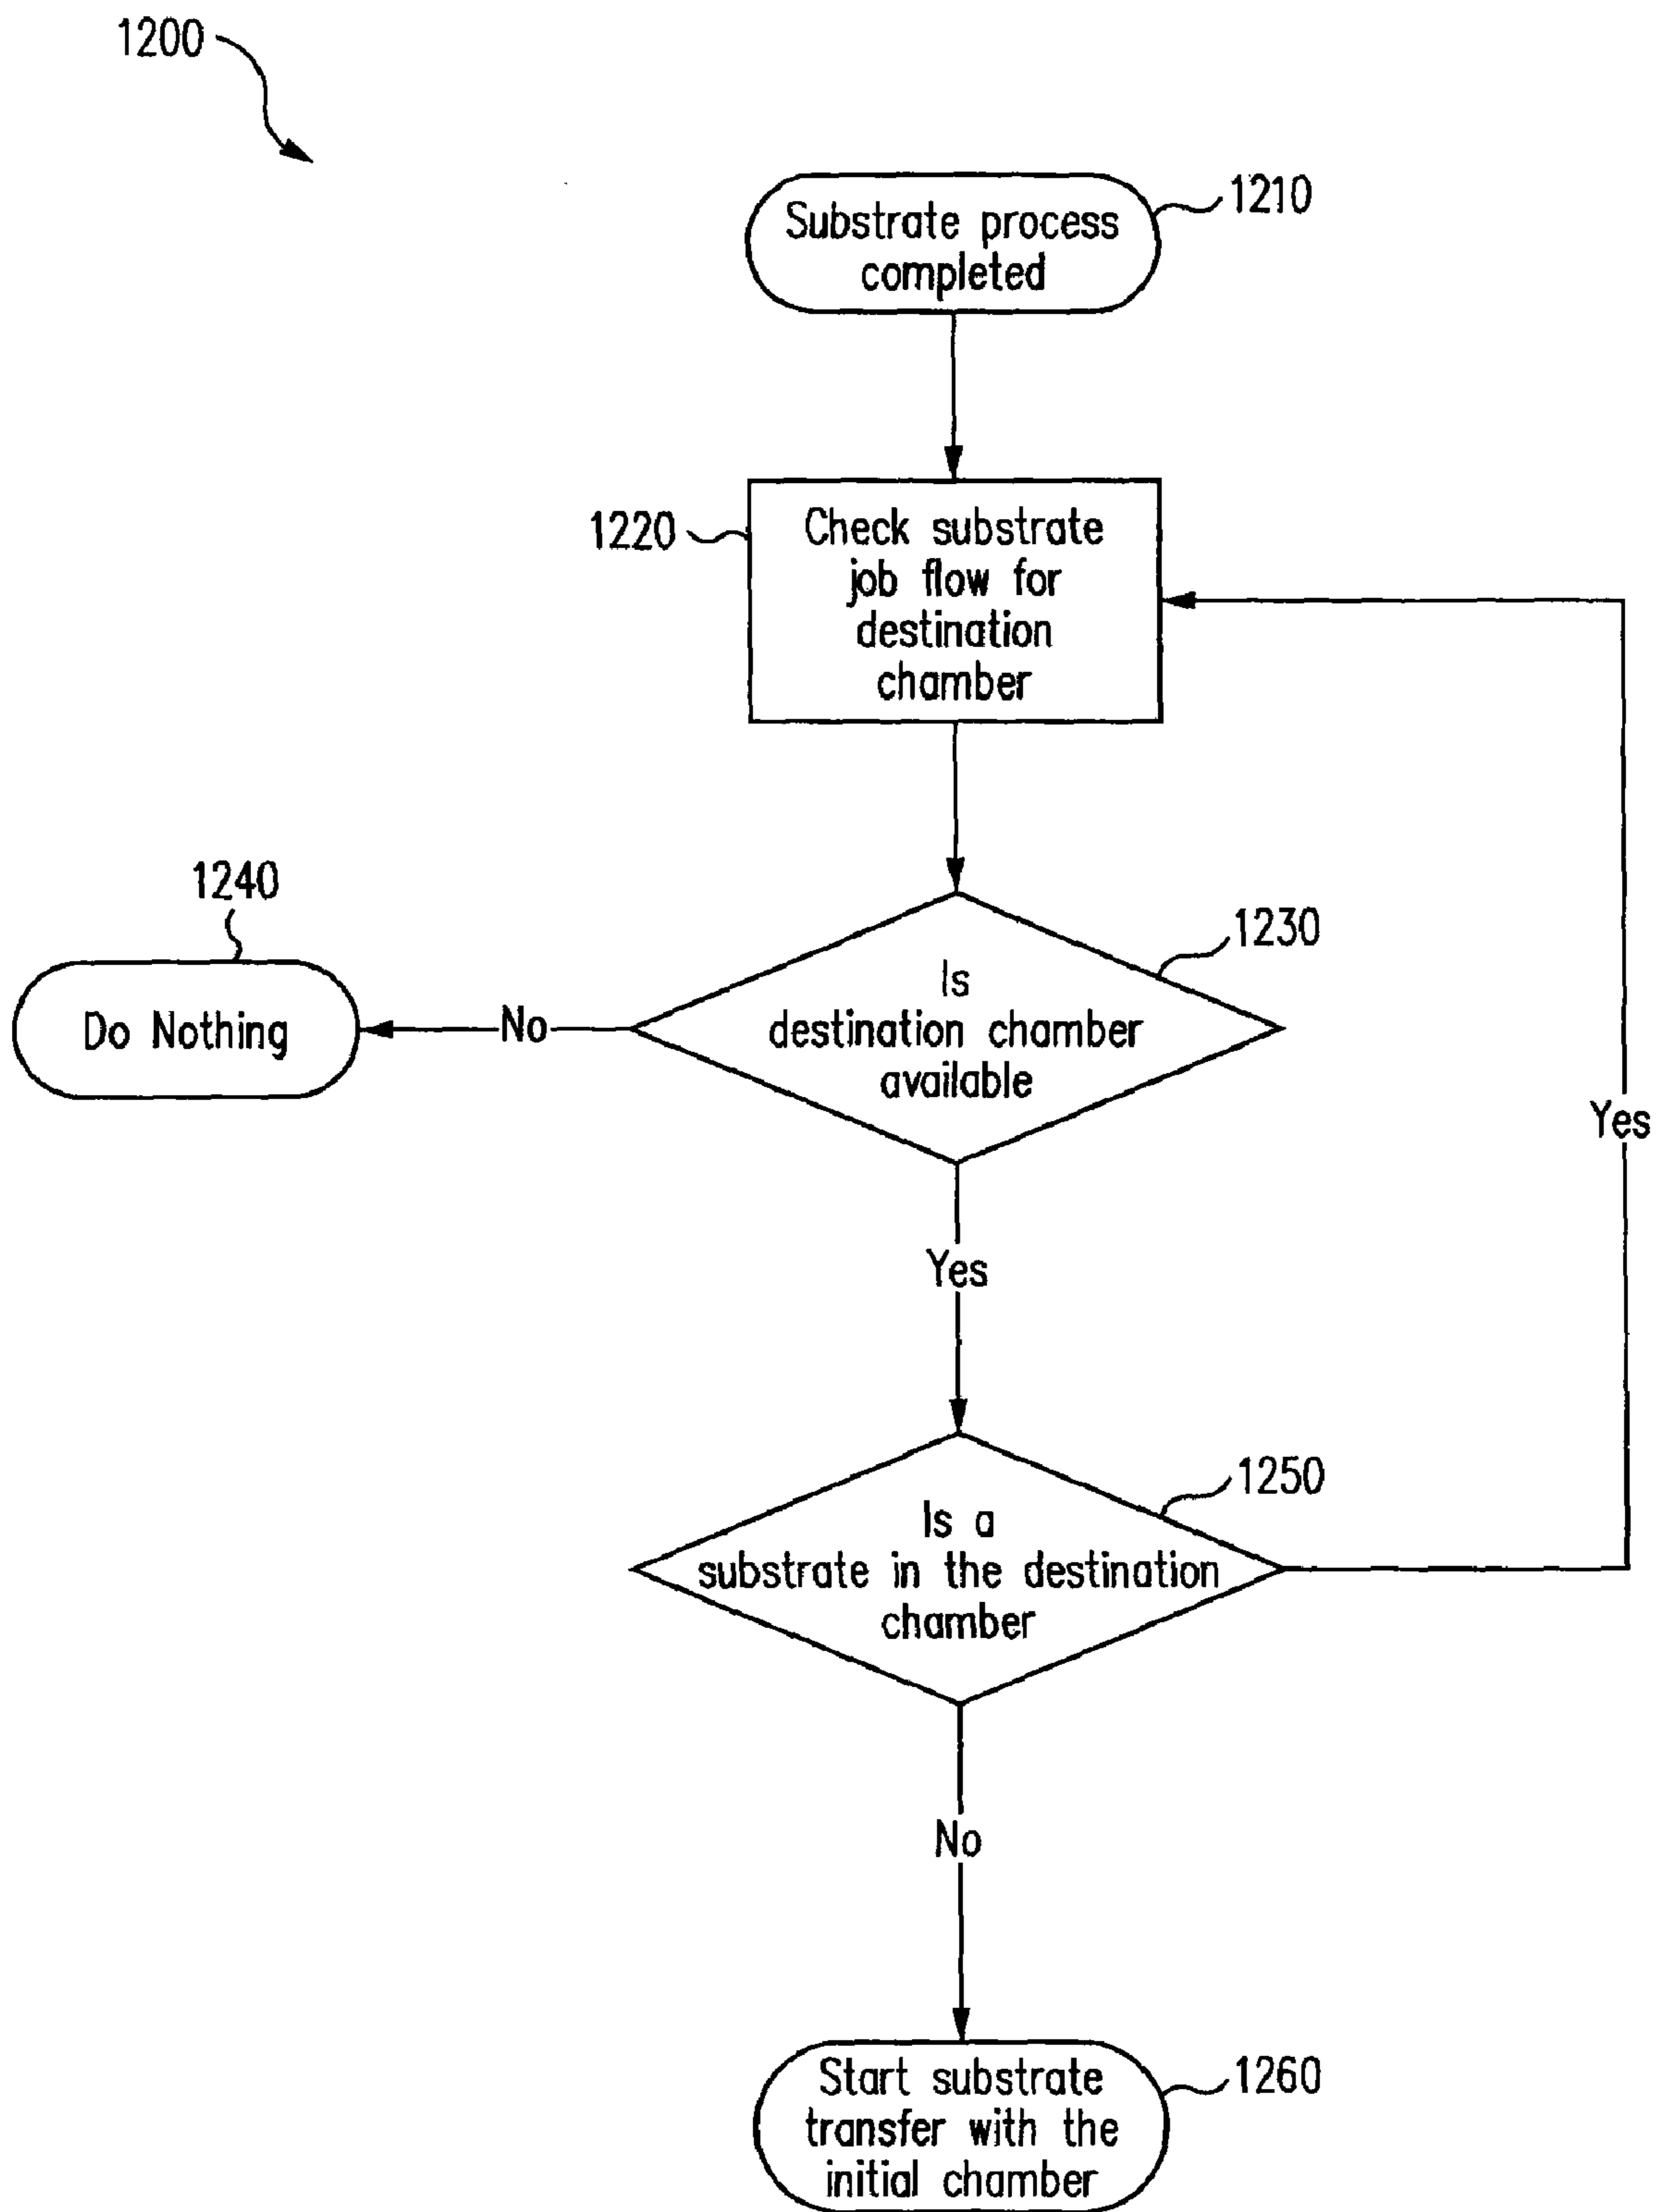 1200
1210
Substrate process
completed
1220
Check substrate
job flow for
destination
chamber
1240
1230
Is
destination chamber
available
No
Do Nothing
Yes
Yes
1250
Is a
substrate in the destination
chamber
No
1260
Start substrate
transfer with the
initial chamber